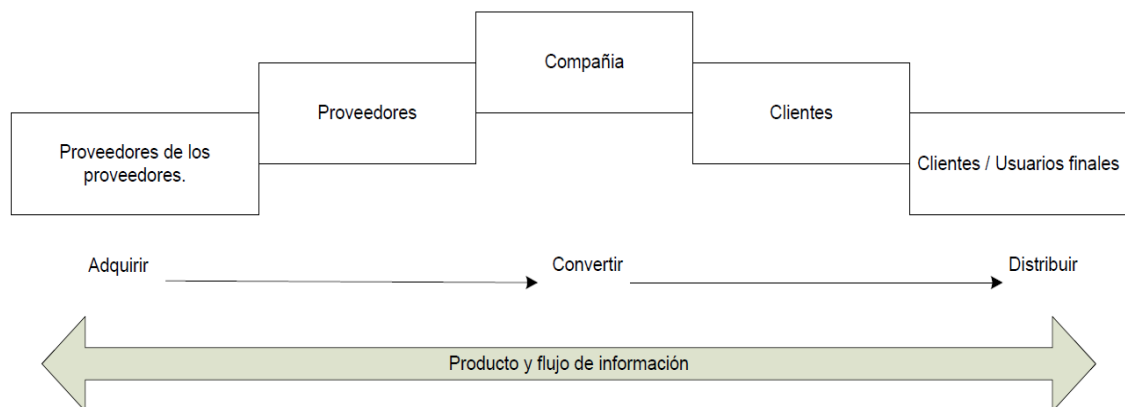 Compañia
Proveedores
Clientes
Proveedores de los
proveedores.
Clientes / Usuarios finales
Adquirir
Convertir
Distribuir
Producto y flujo de información